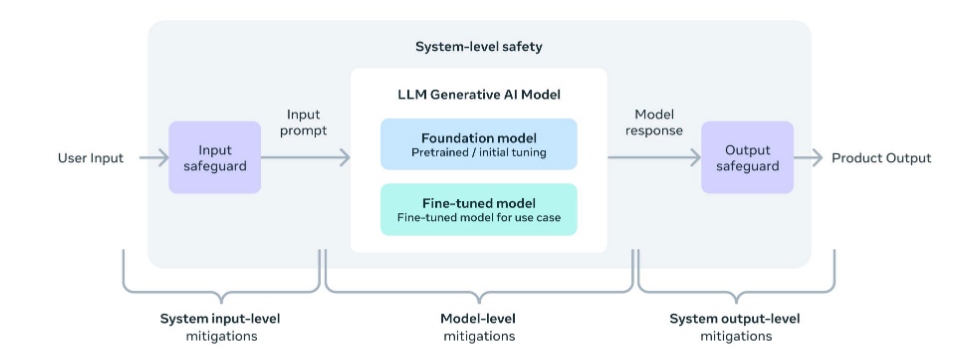 System-level safety
LLM Generative AI Model
Input
prompt
Model
response
Foundation model
Pretrained / initial tuning
User Input
Input
safeguard
Output
safeguard
Product Output
Fine-tuned model
Fine-tuned model for use case
System input-level
mitigations
Model-level
mitigations
System output-level
mitigations